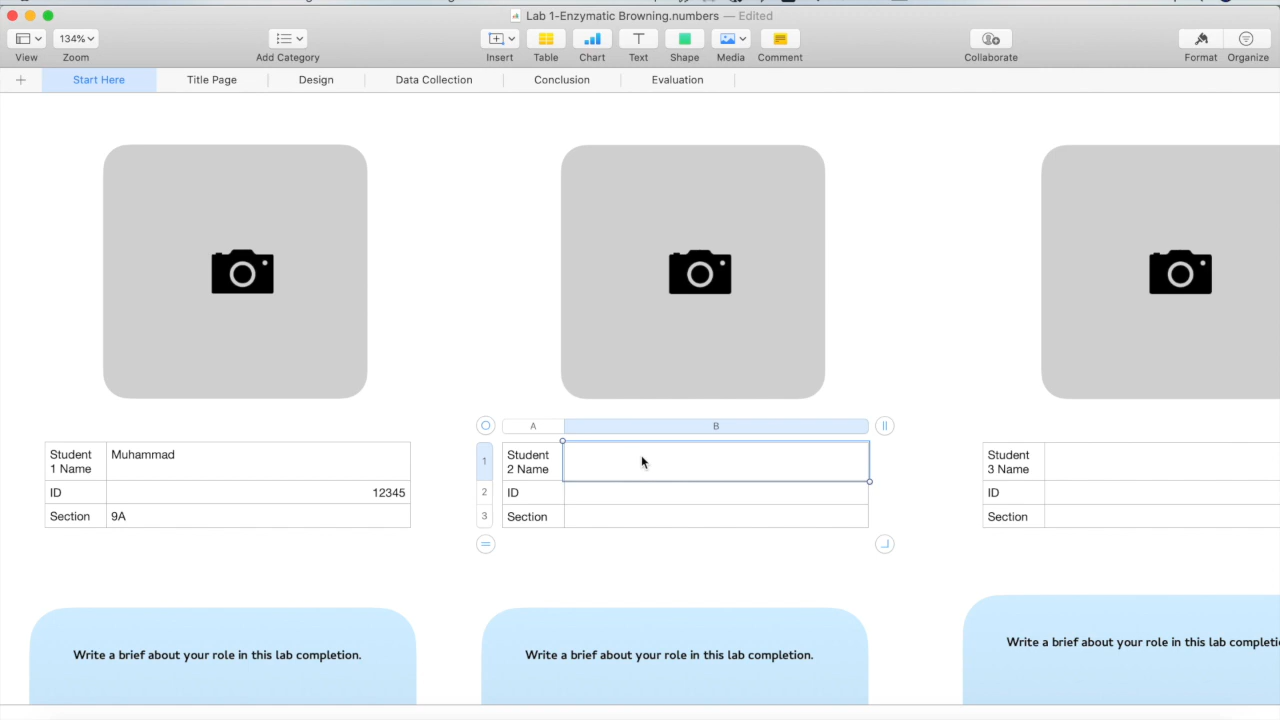 Lab 1-Enzymatic Browning.numbers — Edited
134%
View Zoom Add Category Insert Table Chart Text Shape Media Comment Collaborate Format Organize
Start Here Title Page Design Data Collection Conclusion Evaluation
A B
1
2
3
Student
1 Name
Muhammad
ID
12345
Section
9A
Student
2 Name
ID
Section
Student
3 Name
ID
Section
Write a brief about your role in this lab completion.
Write a brief about your role in this lab completion.
Write a brief about your role in this lab